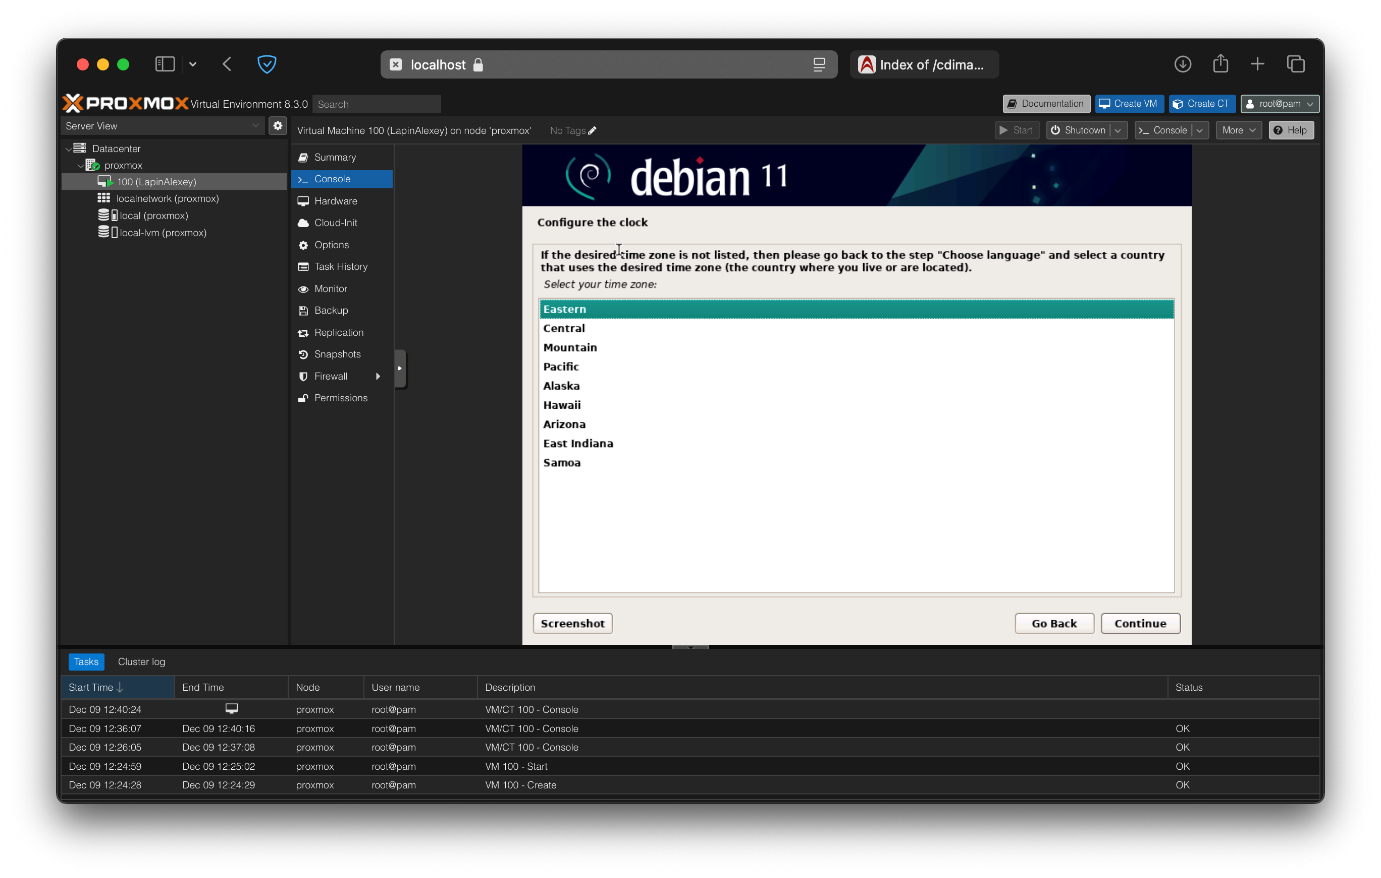 localhost
Index of /cdima...
PROXMOX Virtual Environment 8.3.0 Search
Documentation Create VM Create CT root@pam
Server View
Virtual Machine 100 (LapinAlexey) on node 'proxmox' No Tags
Start Shutdown Console More Help
Datacenter
proxmox
100 (LapinAlexey)
localnetwork (proxmox)
local (proxmox)
local-lvm (proxmox)
Summary
Console
Hardware
Cloud-Init
Options
Task History
Monitor
Backup
Replication
Snapshots
Firewall
Permissions
debian 11
Configure the clock
If the desired time zone is not listed, then please go back to the step "Choose language" and select a country
that uses the desired time zone (the country where you live or are located).
Select your time zone:
Eastern
Central
Mountain
Pacific
Alaska
Hawaii
Arizona
East Indiana
Samoa
Screenshot Go Back Continue
Tasks Cluster log
Start Time End Time Node User name Description Status
Dec 09 12:40:24 proxmox root@pam VM/CT 100 - Console
Dec 09 12:36:07 Dec 09 12:40:16 proxmox root@pam VM/CT 100 - Console OK
Dec 09 12:26:05 Dec 09 12:37:08 proxmox root@pam VM/CT 100 - Console OK
Dec 09 12:24:59 Dec 09 12:25:02 proxmox root@pam VM 100 - Start OK
Dec 09 12:24:28 Dec 09 12:24:29 proxmox root@pam VM 100 - Create OK